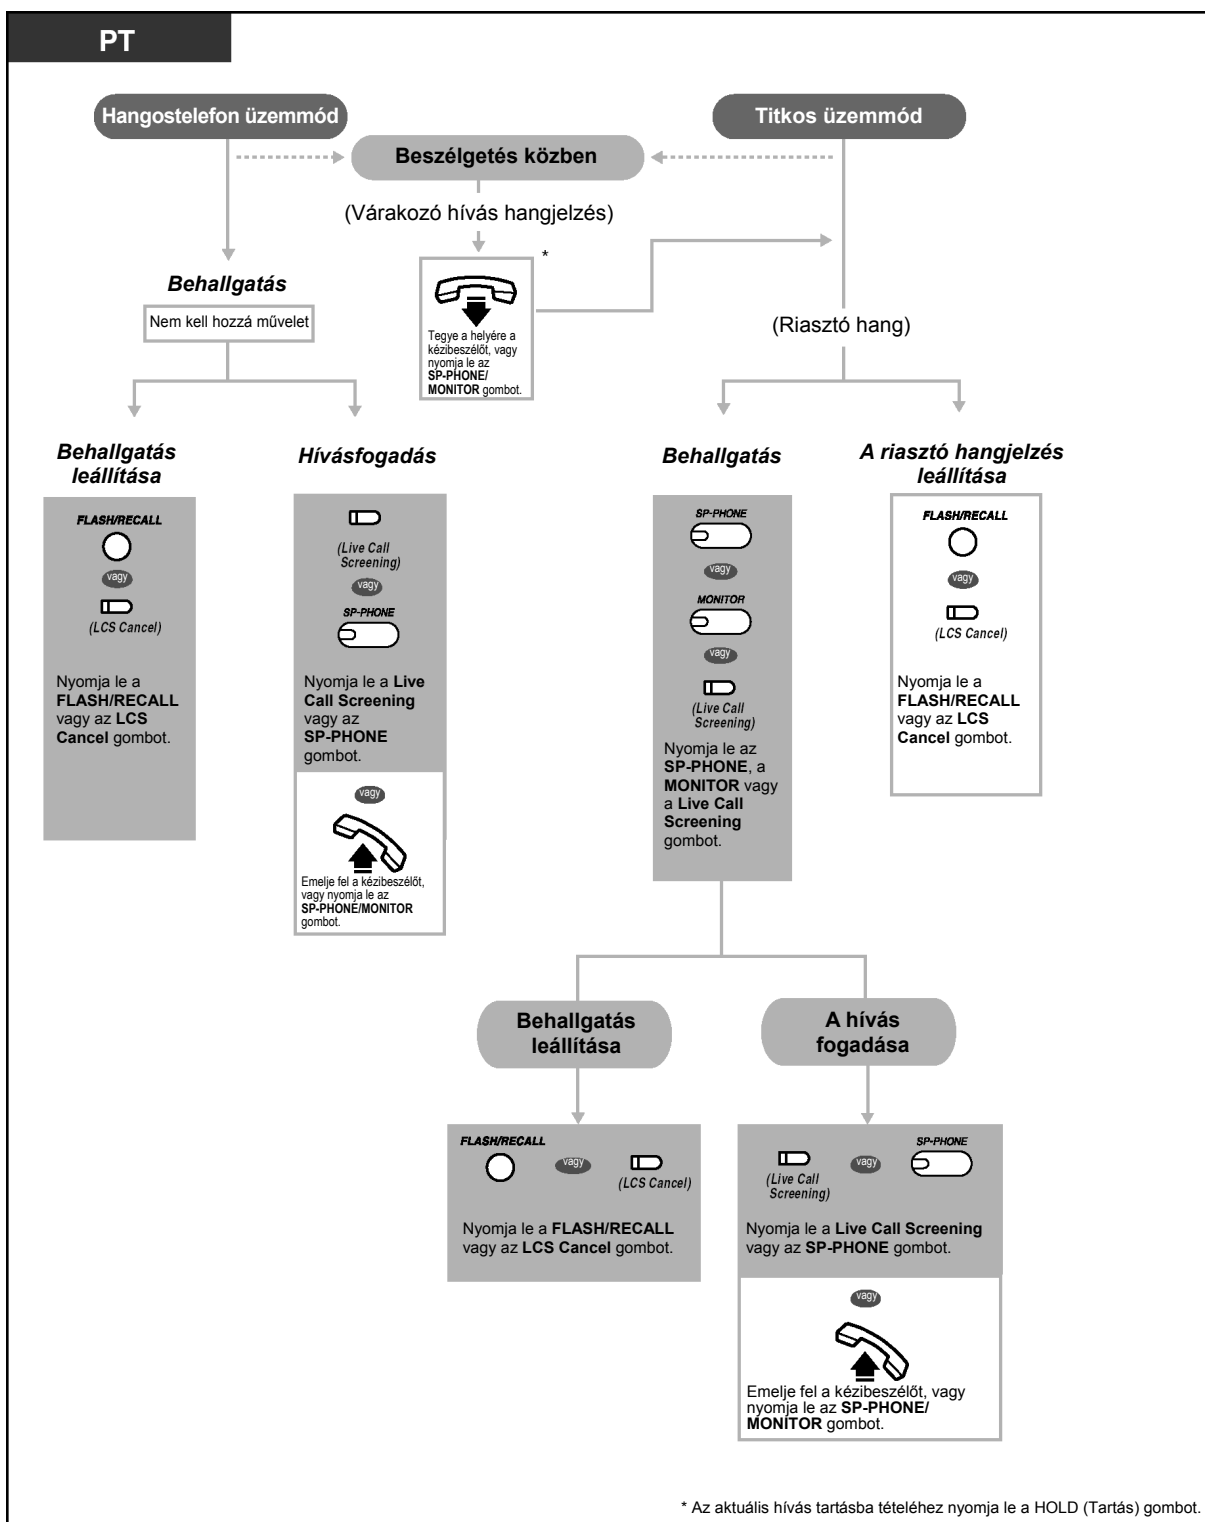 PT
Hangostelefon üzemmód
Titkos üzemmód
Beszélgetés közben
(Várakozó hívás hangjelzés)
*
Tegye a helyére a
kézibeszélőt, vagy
nyomja le az
SP-PHONE/
MONITOR gombot.
Behallgatás
Nem kell hozzá művelet
(Riasztó hang)
Behallgatás
leállítása
FLASH/RECALL
vagy
(LCS Cancel)
Nyomja le a
FLASH/RECALL
vagy az LCS
Cancel gombot.
Hívásfogadás
(Live Call
Screening)
vagy
SP-PHONE
Nyomja le a Live
Call Screening
vagy az
SP-PHONE
gombot.
vagy
Emelje fel a kézibeszélőt,
vagy nyomja le az
SP-PHONE/MONITOR
gombot.
Behallgatás
SP-PHONE
vagy
MONITOR
vagy
(Live Call
Screening)
Nyomja le az
SP-PHONE, a
MONITOR vagy
a Live Call
Screening
gombot.
A riasztó hangjelzés
leállítása
FLASH/RECALL
vagy
(LCS Cancel)
Nyomja le a
FLASH/RECALL
vagy az LCS
Cancel gombot.
Behallgatás
leállítása
FLASH/RECALL
vagy
(LCS Cancel)
Nyomja le a FLASH/RECALL
vagy az LCS Cancel gombot.
A hívás
fogadása
(Live Call
Screening)
vagy
SP-PHONE
Nyomja le a Live Call Screening
vagy az SP-PHONE gombot.
vagy
Emelje fel a kézibeszélőt, vagy
nyomja le az SP-PHONE/
MONITOR gombot.
* Az aktuális hívás tartásba tételéhez nyomja le a HOLD (Tartás) gombot.